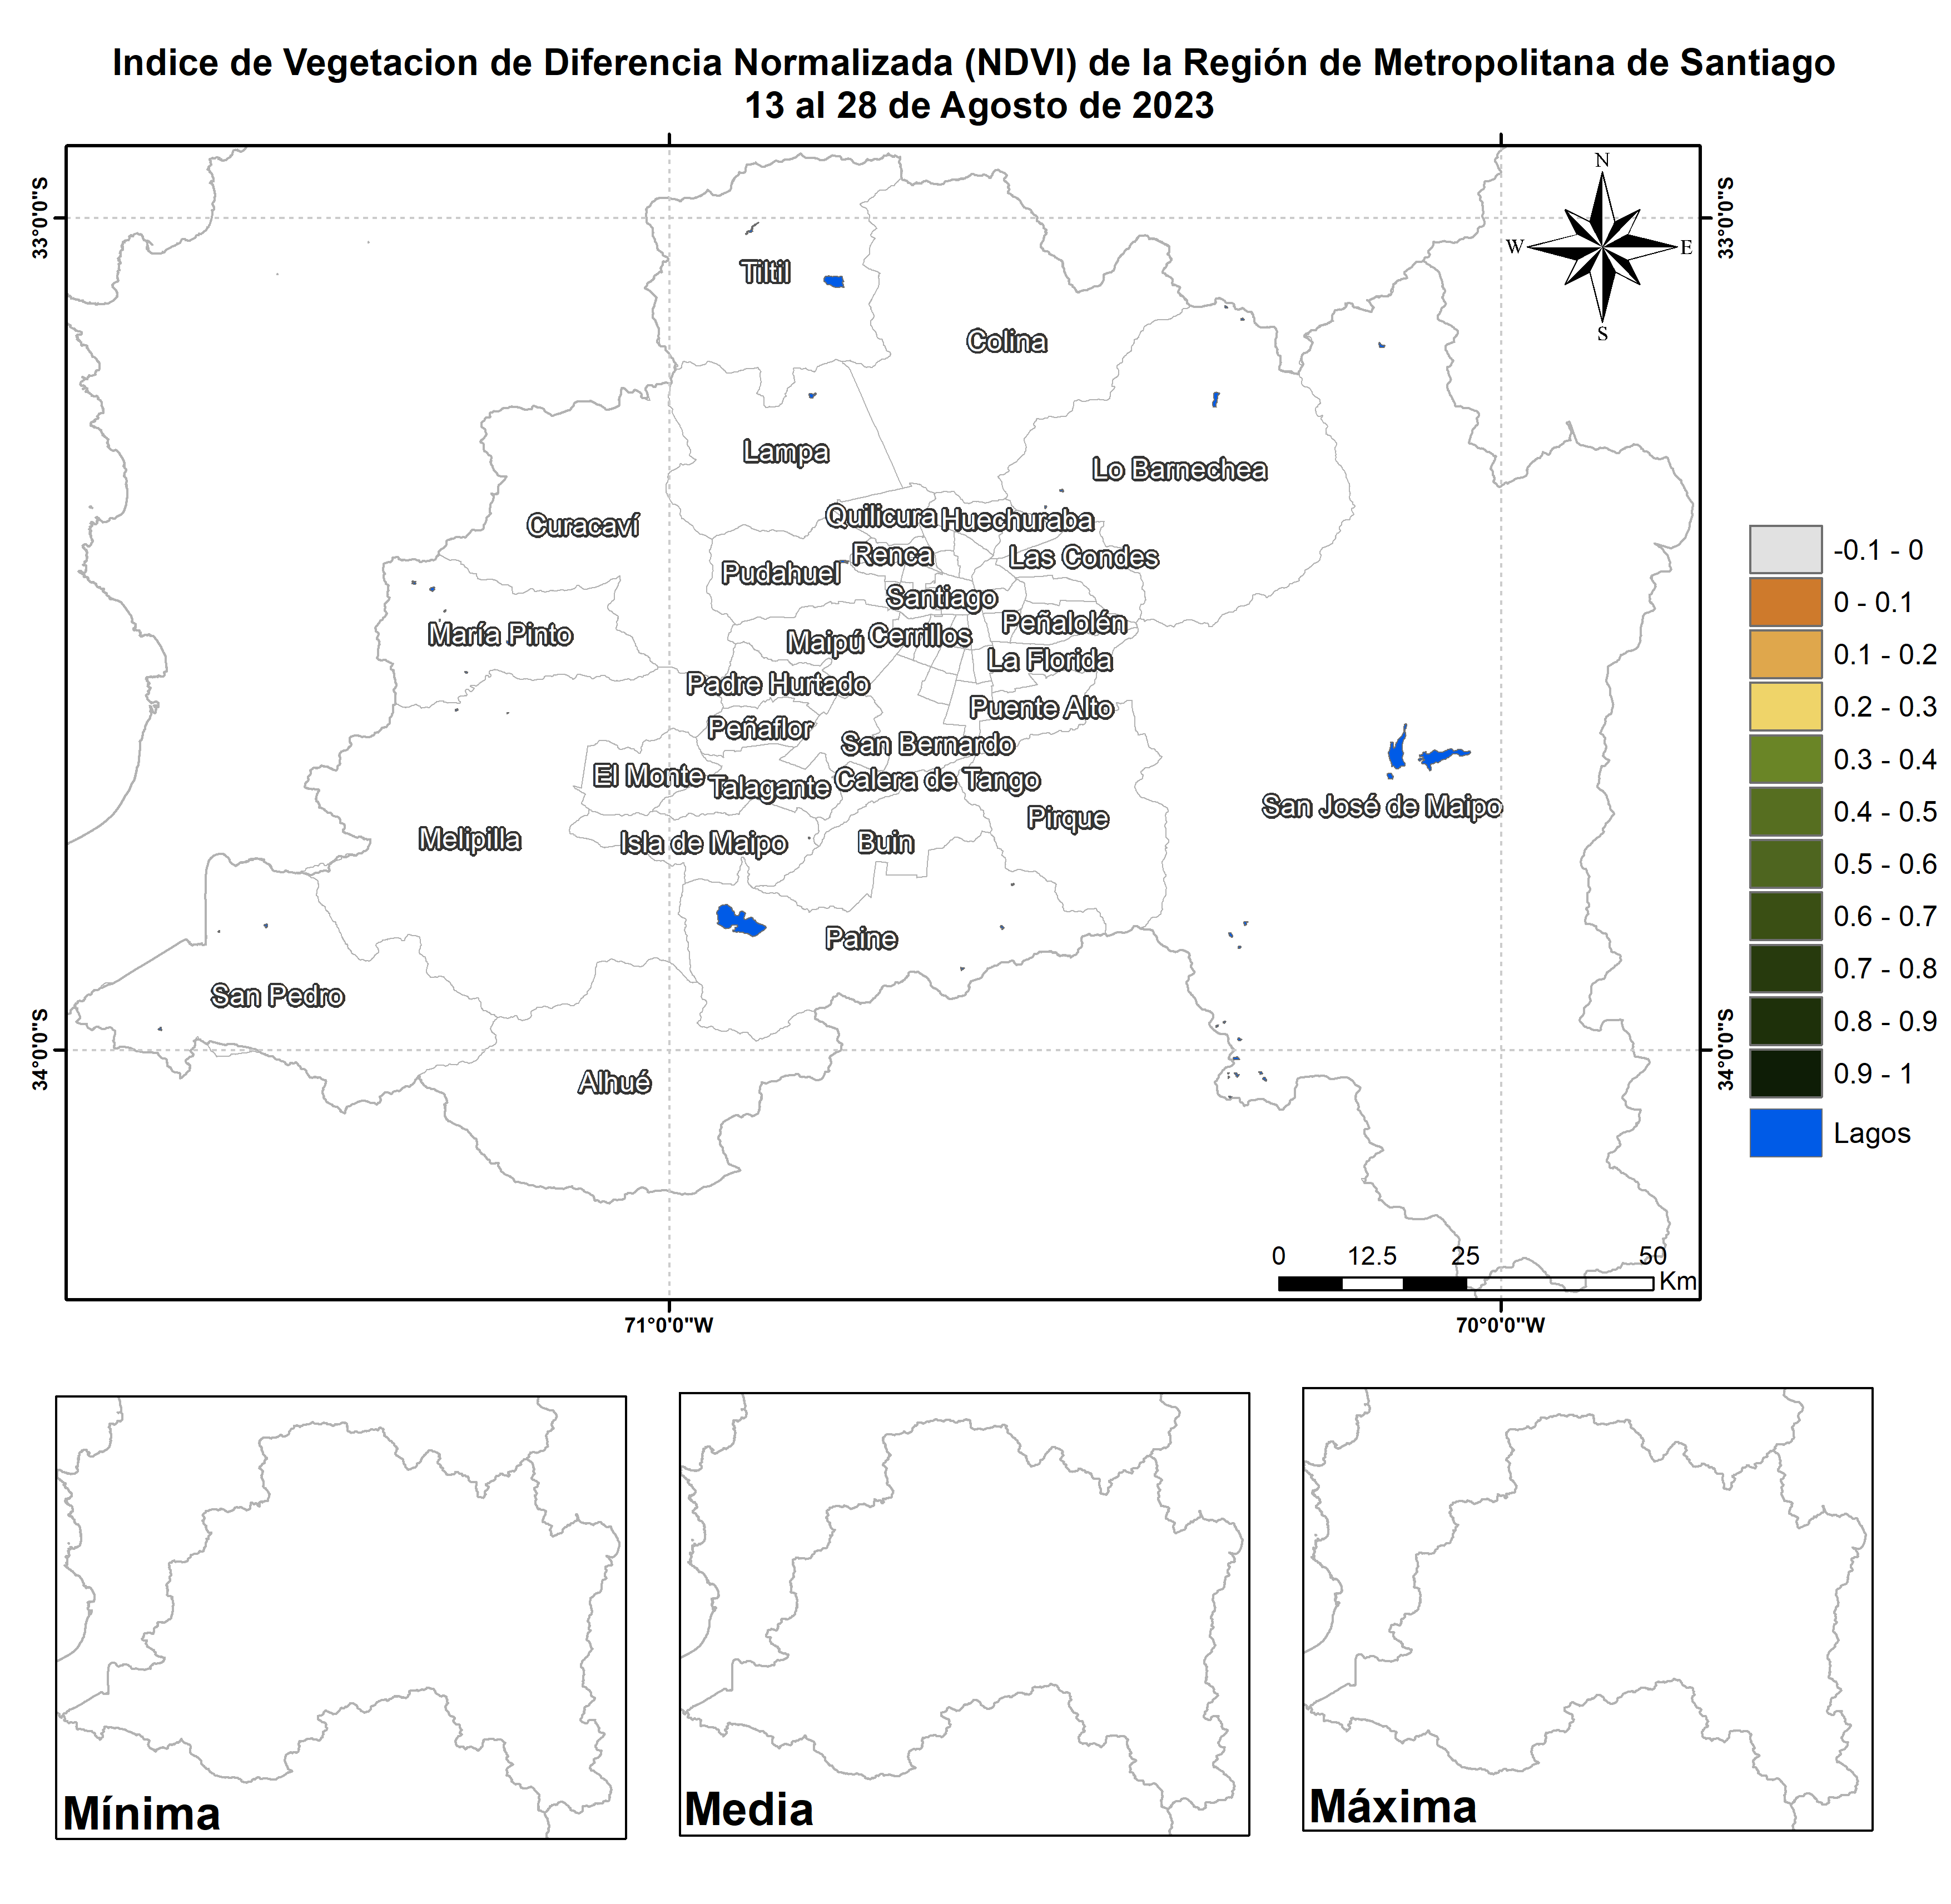 Indice de Vegetacion de Diferencia Normalizada (NDVI) de la Región de Metropolitana de Santiago
13 al 28 de Agosto de 2023
33°0'0"S
33°0'0"S
N
W
E
S
Tiltil
Colina
Lampa
Lo Barnechea
Curacaví
Quilicura
Huechuraba
Renca
Las Condes
Pudahuel
Santiago
María Pinto
Maipú
Cerrillos
Peñalolén
La Florida
Padre Hurtado
Puente Alto
Peñaflor
San Bernardo
El Monte
Talagante
Calera de Tango
San José de Maipo
Pirque
Melipilla
Isla de Maipo
Buin
Paine
San Pedro
Alhué
34°0'0"S
34°0'0"S
0 12.5 25 50
Km
71°0'0"W
70°0'0"W
-0.1 - 0
0 - 0.1
0.1 - 0.2
0.2 - 0.3
0.3 - 0.4
0.4 - 0.5
0.5 - 0.6
0.6 - 0.7
0.7 - 0.8
0.8 - 0.9
0.9 - 1
Lagos
Mínima
Media
Máxima